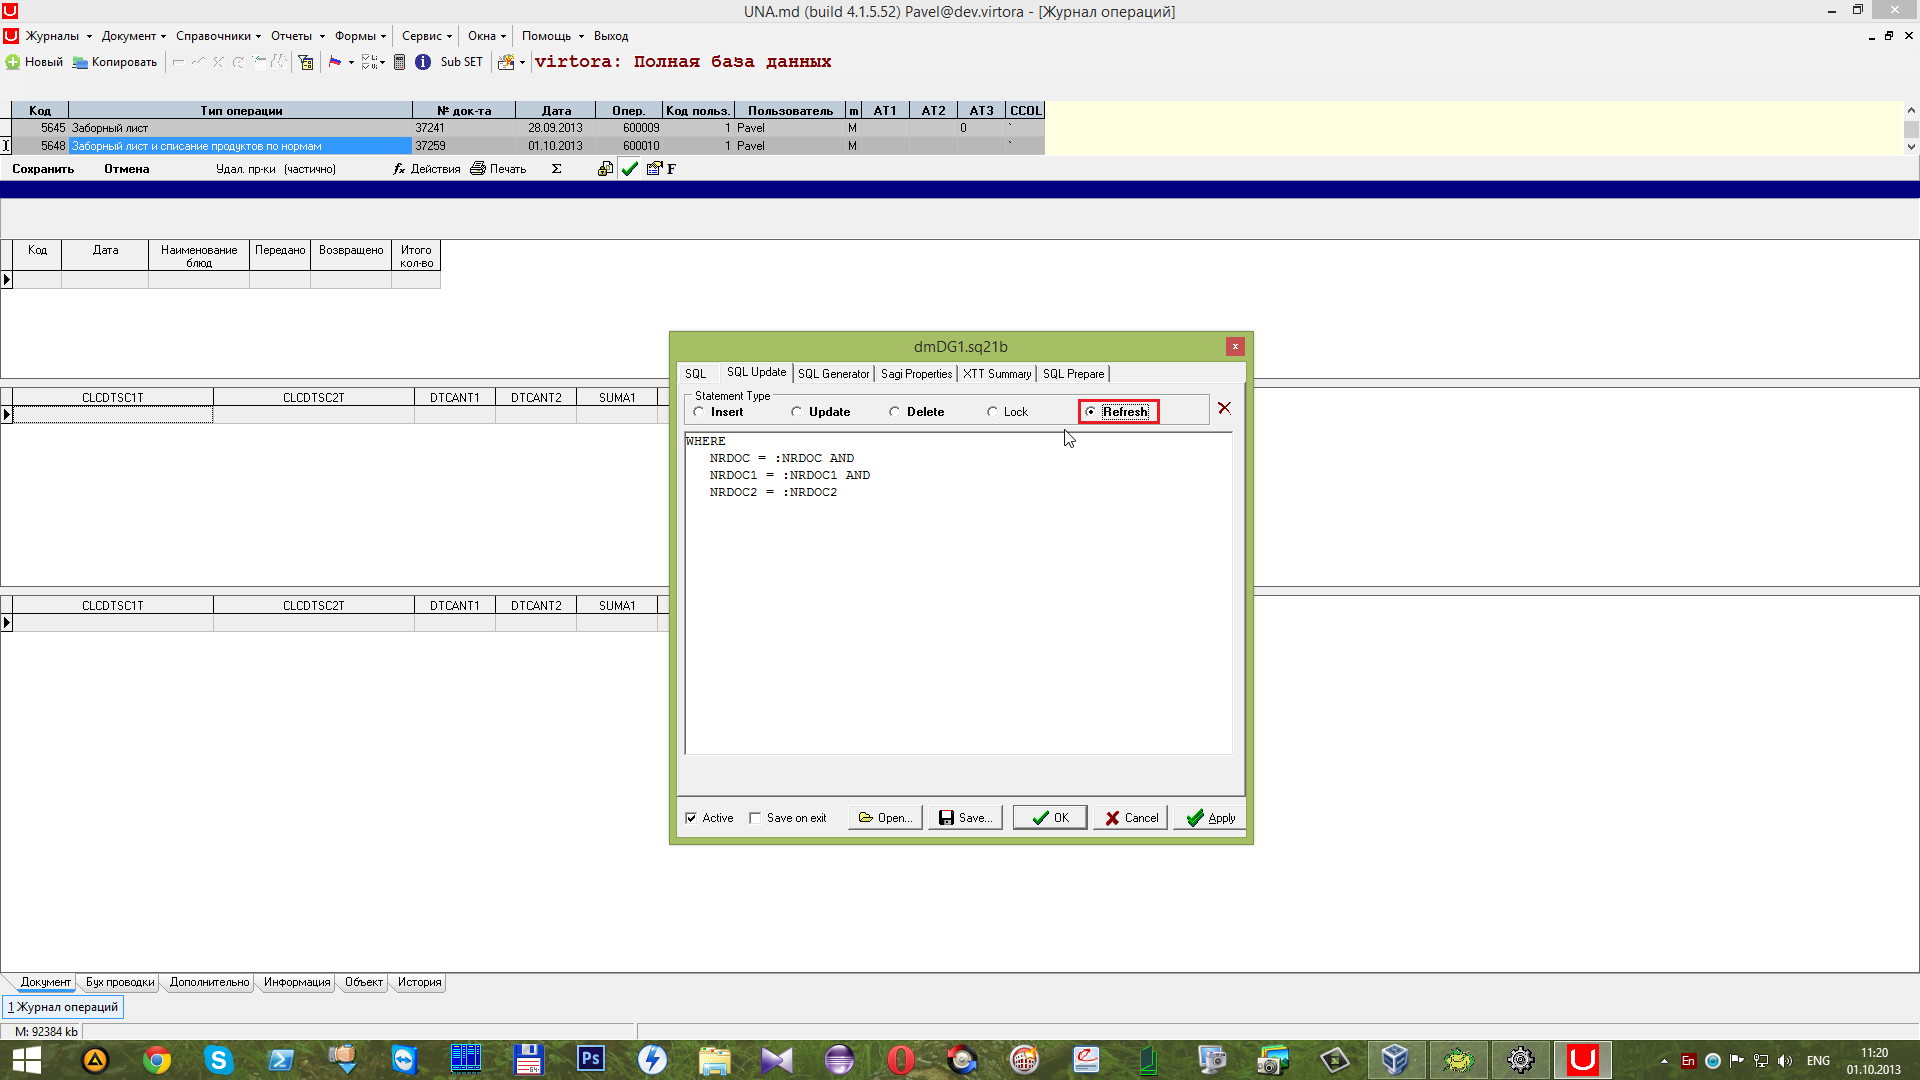 UNA.md (build 4.1.5.52) Pavel@dev.virtora - [Журнал операций]
Журналы Документ Справочники Отчеты Формы Сервис Окна Помощь Выход
Новый Копировать Sub SET virtora: Полная база данных
Код Тип операции № док-та Дата Опер. Код польз. Пользователь m AT1 AT2 AT3 CCOL
5645 Заборный лист 37241 28.09.2013 600009 1 Pavel M 0 `
5648 Заборный лист и списание продуктов по нормам 37259 01.10.2013 600010 1 Pavel M `
Сохранить Отмена Удал. пр-ки (частично) fx Действия Печать Σ F
Код Дата Наименование блюд Передано Возвращено Итого кол-во
CLCDTSC1T CLCDTSC2T DTCANT1 DTCANT2 SUMA1
CLCDTSC1T CLCDTSC2T DTCANT1 DTCANT2 SUMA1
dmDG1.sq21b
x
SQL SQL Update SQL Generator Sagi Properties XTT Summary SQL Prepare
Statement Type
Insert Update Delete Lock Refresh
WHERE
NRDOC = :NRDOC AND
NRDOC1 = :NRDOC1 AND
NRDOC2 = :NRDOC2
Active Save on exit Open... Save... OK Cancel Apply
Документ Бух проводки Дополнительно Информация Объект История
1 Журнал операций
M: 92384 kb
Ps
En ENG 11:20
01.10.2013